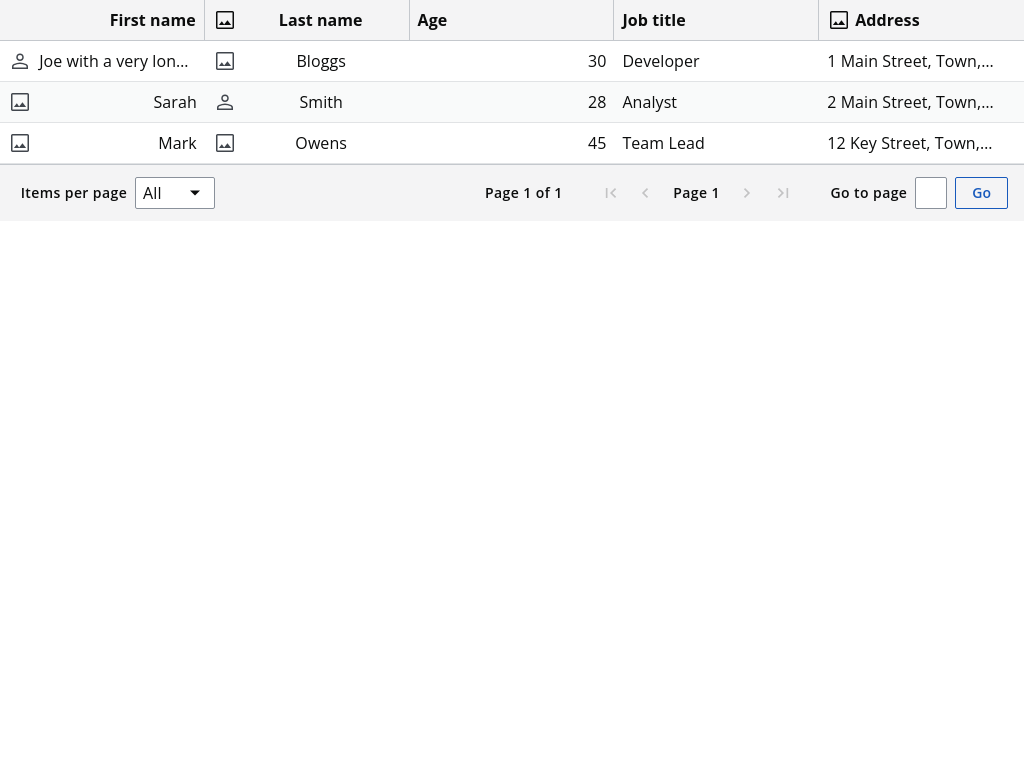 First name Last name Age Job title Address
Joe with a very lon... Bloggs 30 Developer 1 Main Street, Town,...
Sarah Smith 28 Analyst 2 Main Street, Town,...
Mark Owens 45 Team Lead 12 Key Street, Town,...
Items per page All Page 1 of 1 Page 1 Go to page Go